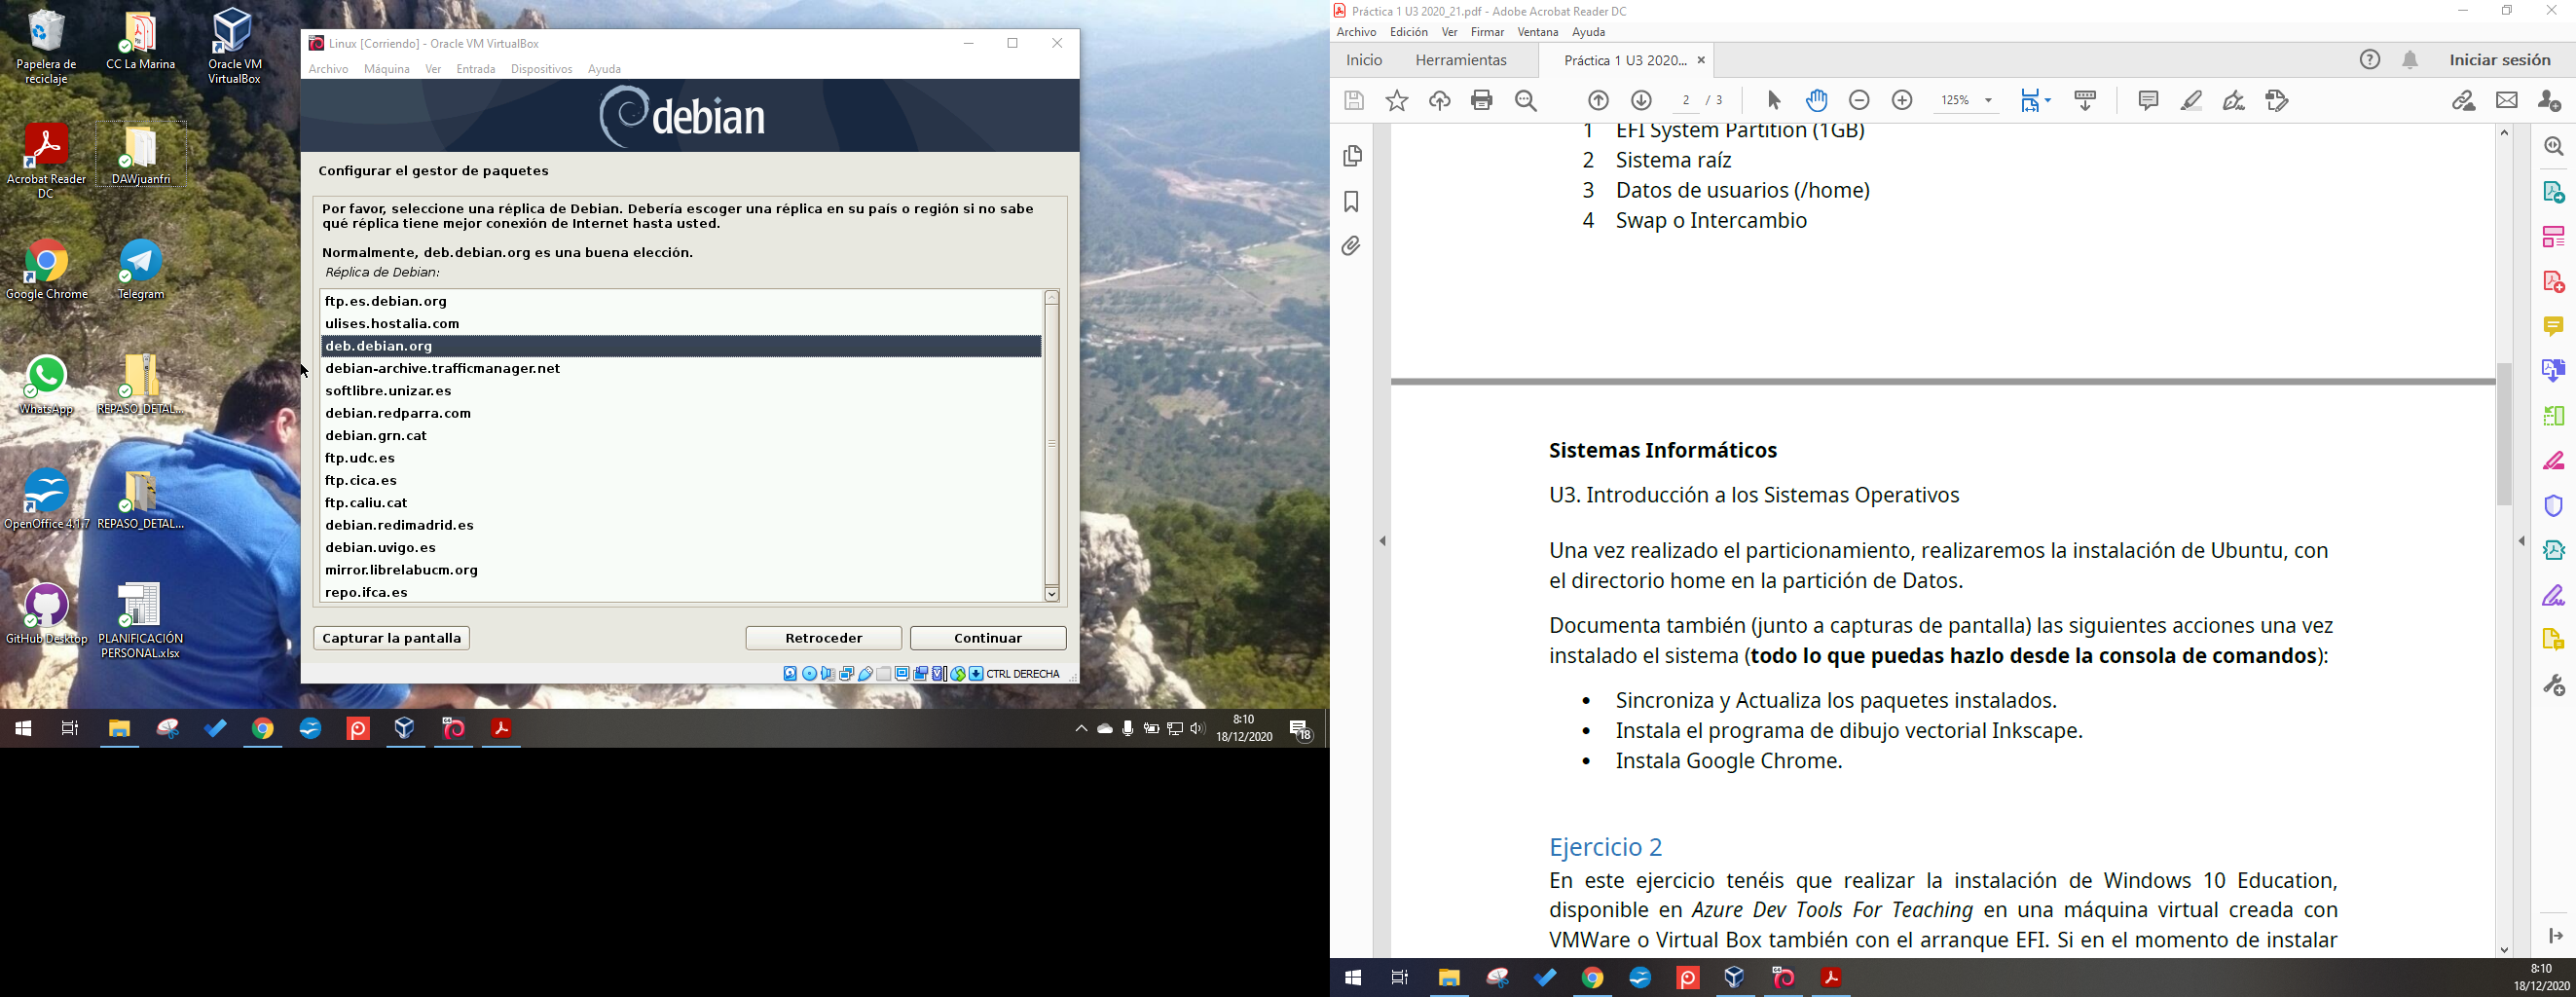 Papelera de
reciclaje
CC La Marina
Oracle VM
VirtualBox
Acrobat Reader
DC
DAWjuanfri
Google Chrome
Telegram
WhatsApp
REPASO_DETAL...
OpenOffice 4.1.7
REPASO_DETAL...
GitHub Desktop
PLANIFICACIÓN
PERSONAL.xlsx
Linux [Corriendo] - Oracle VM VirtualBox
Archivo Máquina Ver Entrada Dispositivos Ayuda
debian
Configurar el gestor de paquetes
Por favor, seleccione una réplica de Debian. Debería escoger una réplica en su país o región si no sabe
qué réplica tiene mejor conexión de Internet hasta usted.
Normalmente, deb.debian.org es una buena elección.
Réplica de Debian:
ftp.es.debian.org
ulises.hostalia.com
deb.debian.org
debian-archive.trafficmanager.net
softlibre.unizar.es
debian.redparra.com
debian.grn.cat
ftp.udc.es
ftp.cica.es
ftp.caliu.cat
debian.redimadrid.es
debian.uvigo.es
mirror.librelabucm.org
repo.ifca.es
Capturar la pantalla Retroceder Continuar
CTRL DERECHA
8:10
18/12/2020
18
Práctica 1 U3 2020_21.pdf - Adobe Acrobat Reader DC
Archivo Edición Ver Firmar Ventana Ayuda
Inicio Herramientas Práctica 1 U3 2020... × Iniciar sesión
2 / 3 125%
1 EFI System Partition (1GB)
2 Sistema raíz
3 Datos de usuarios (/home)
4 Swap o Intercambio
Sistemas Informáticos
U3. Introducción a los Sistemas Operativos
Una vez realizado el particionamiento, realizaremos la instalación de Ubuntu, con
el directorio home en la partición de Datos.
Documenta también (junto a capturas de pantalla) las siguientes acciones una vez
instalado el sistema (todo lo que puedas hazlo desde la consola de comandos):
• Sincroniza y Actualiza los paquetes instalados.
• Instala el programa de dibujo vectorial Inkscape.
• Instala Google Chrome.
Ejercicio 2
En este ejercicio tenéis que realizar la instalación de Windows 10 Education,
disponible en Azure Dev Tools For Teaching en una máquina virtual creada con
VMWare o Virtual Box también con el arranque EFI. Si en el momento de instalar
8:10
18/12/2020